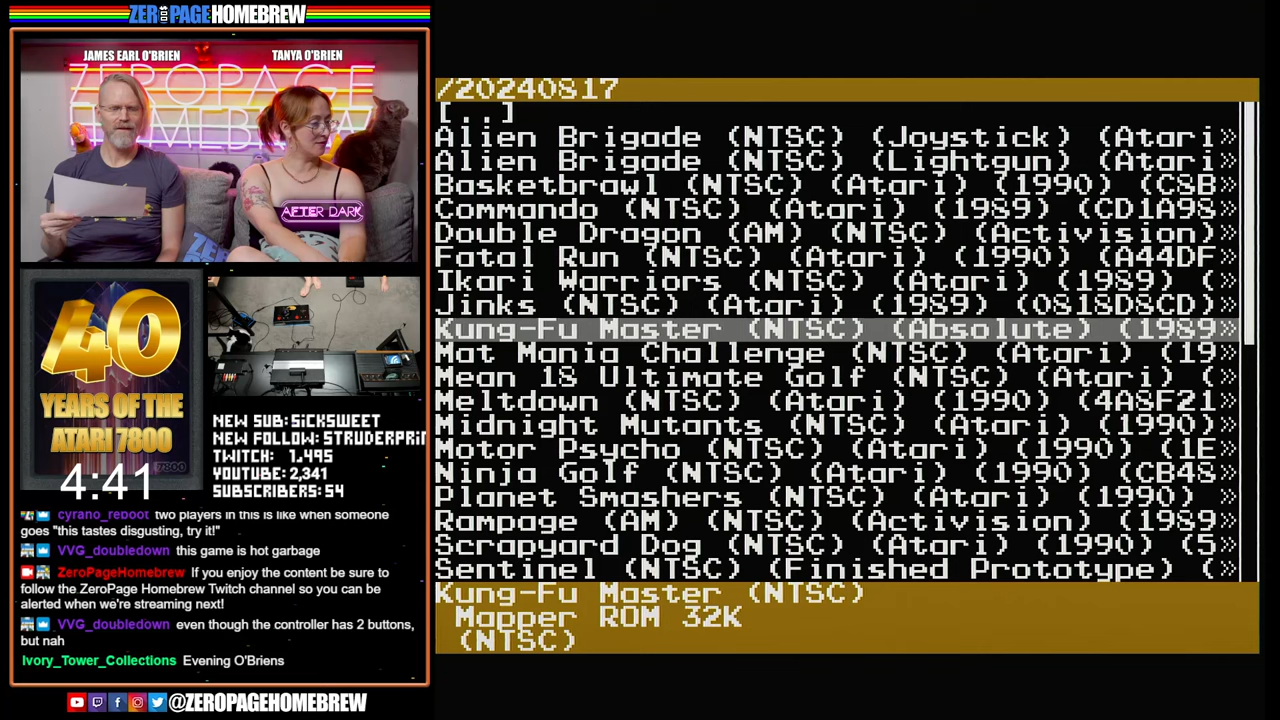 ZEROPAGE HOMEBREW
JAMES EARL O'BRIEN
TANYA O'BRIEN
ZEROPAGE
HOMEBREW
AFTER DARK
40
YEARS OF THE
ATARI 7800
4:41
NEW SUB: SICKSWEET
NEW FOLLOW: STRUDERPRIN
TWITCH: 1,495
YOUTUBE: 2,341
SUBSCRIBERS: 54
cyrano_reboot two players in this is like when someone
goes "this tastes disgusting, try it!"
VVG_doubledown this game is hot garbage
ZeroPageHomebrew If you enjoy the content be sure to
follow the ZeroPage Homebrew Twitch channel so you can be
alerted when we're streaming next!
VVG_doubledown even though the controller has 2 buttons,
but nah
Ivory_Tower_Collections Evening O'Briens
@ZEROPAGEHOMEBREW
/20240817
[..]
Alien Brigade (NTSC) (Joystick) (Atari»
Alien Brigade (NTSC) (Lightgun) (Atari»
Basketbrawl (NTSC) (Atari) (1990) (C8B»
Commando (NTSC) (Atari) (1989) (CD1A98»
Double Dragon (AM) (NTSC) (Activision)»
Fatal Run (NTSC) (Atari) (1990) (A44DF»
Ikari Warriors (NTSC) (Atari) (1989) (»
Jinks (NTSC) (Atari) (1989) (0818D8CD)»
Kung-Fu Master (NTSC) (Absolute) (1989»
Mat Mania Challenge (NTSC) (Atari) (19»
Mean 18 Ultimate Golf (NTSC) (Atari) (»
Meltdown (NTSC) (Atari) (1990) (4A8F21»
Midnight Mutants (NTSC) (Atari) (1990)»
Motor Psycho (NTSC) (Atari) (1990) (1E»
Ninja Golf (NTSC) (Atari) (1990) (CB48»
Planet Smashers (NTSC) (Atari) (1990) »
Rampage (AM) (NTSC) (Activision) (1989»
Scrapyard Dog (NTSC) (Atari) (1990) (5»
Sentinel (NTSC) (Finished Prototype) (»
Kung-Fu Master (NTSC)
Mapper ROM 32K
(NTSC)